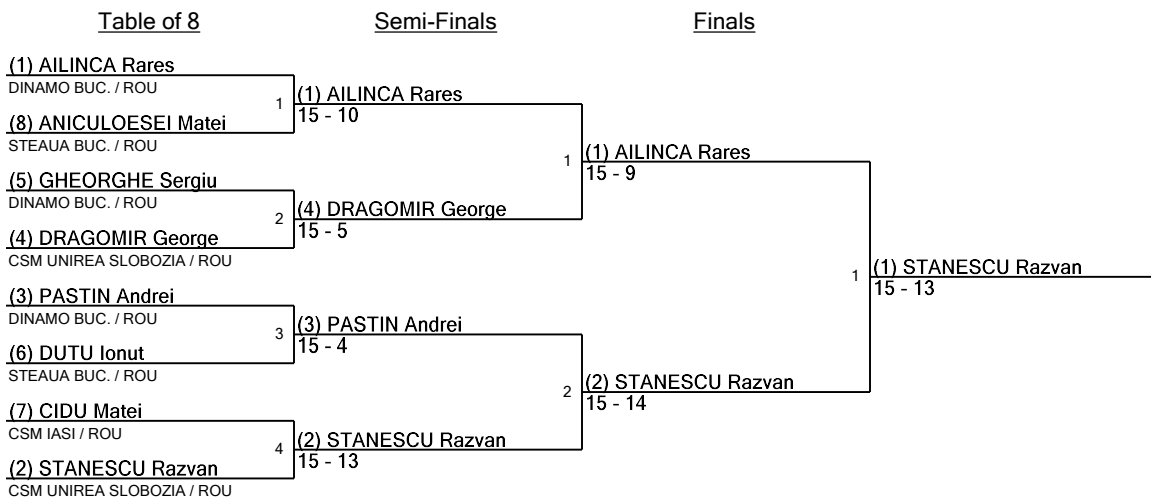 Table of 8
Semi-Finals
Finals
(1) AILINCA Rares
DINAMO BUC. / ROU
(8) ANICULOESEI Matei
STEAUA BUC. / ROU
(5) GHEORGHE Sergiu
DINAMO BUC. / ROU
(4) DRAGOMIR George
CSM UNIREA SLOBOZIA / ROU
(3) PASTIN Andrei
DINAMO BUC. / ROU
(6) DUTU Ionut
STEAUA BUC. / ROU
(7) CIDU Matei
CSM IASI / ROU
(2) STANESCU Razvan
CSM UNIREA SLOBOZIA / ROU
1
(1) AILINCA Rares
15 - 10
2
(4) DRAGOMIR George
15 - 5
3
(3) PASTIN Andrei
15 - 4
4
(2) STANESCU Razvan
15 - 13
1
(1) AILINCA Rares
15 - 9
2
(2) STANESCU Razvan
15 - 14
1
(1) STANESCU Razvan
15 - 13